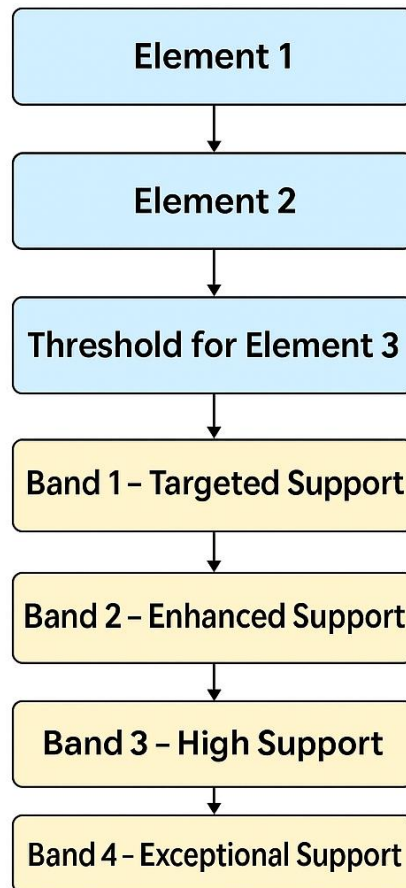 Element 1
Element 2
Threshold for Element 3
Band 1 – Targeted Support
Band 2 – Enhanced Support
Band 3 – High Support
Band 4 – Exceptional Support